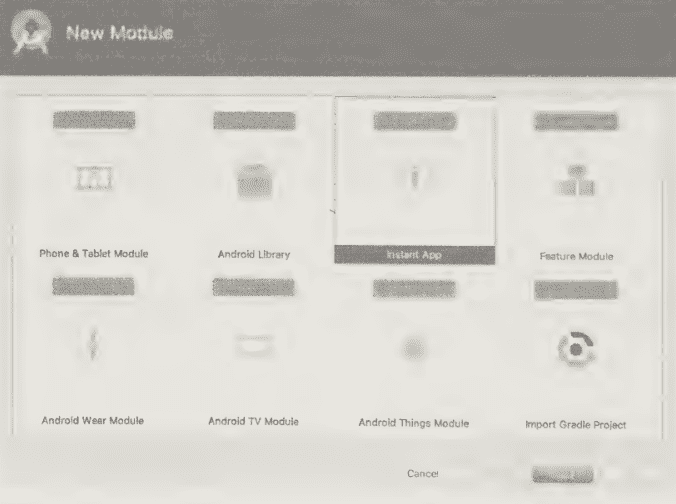 New Module
Phone & Tablet Module
Android Library
Instant App
Feature Module
Android Wear Module
Android TV Module
Android Things Module
Import Gradle Project
Cancel